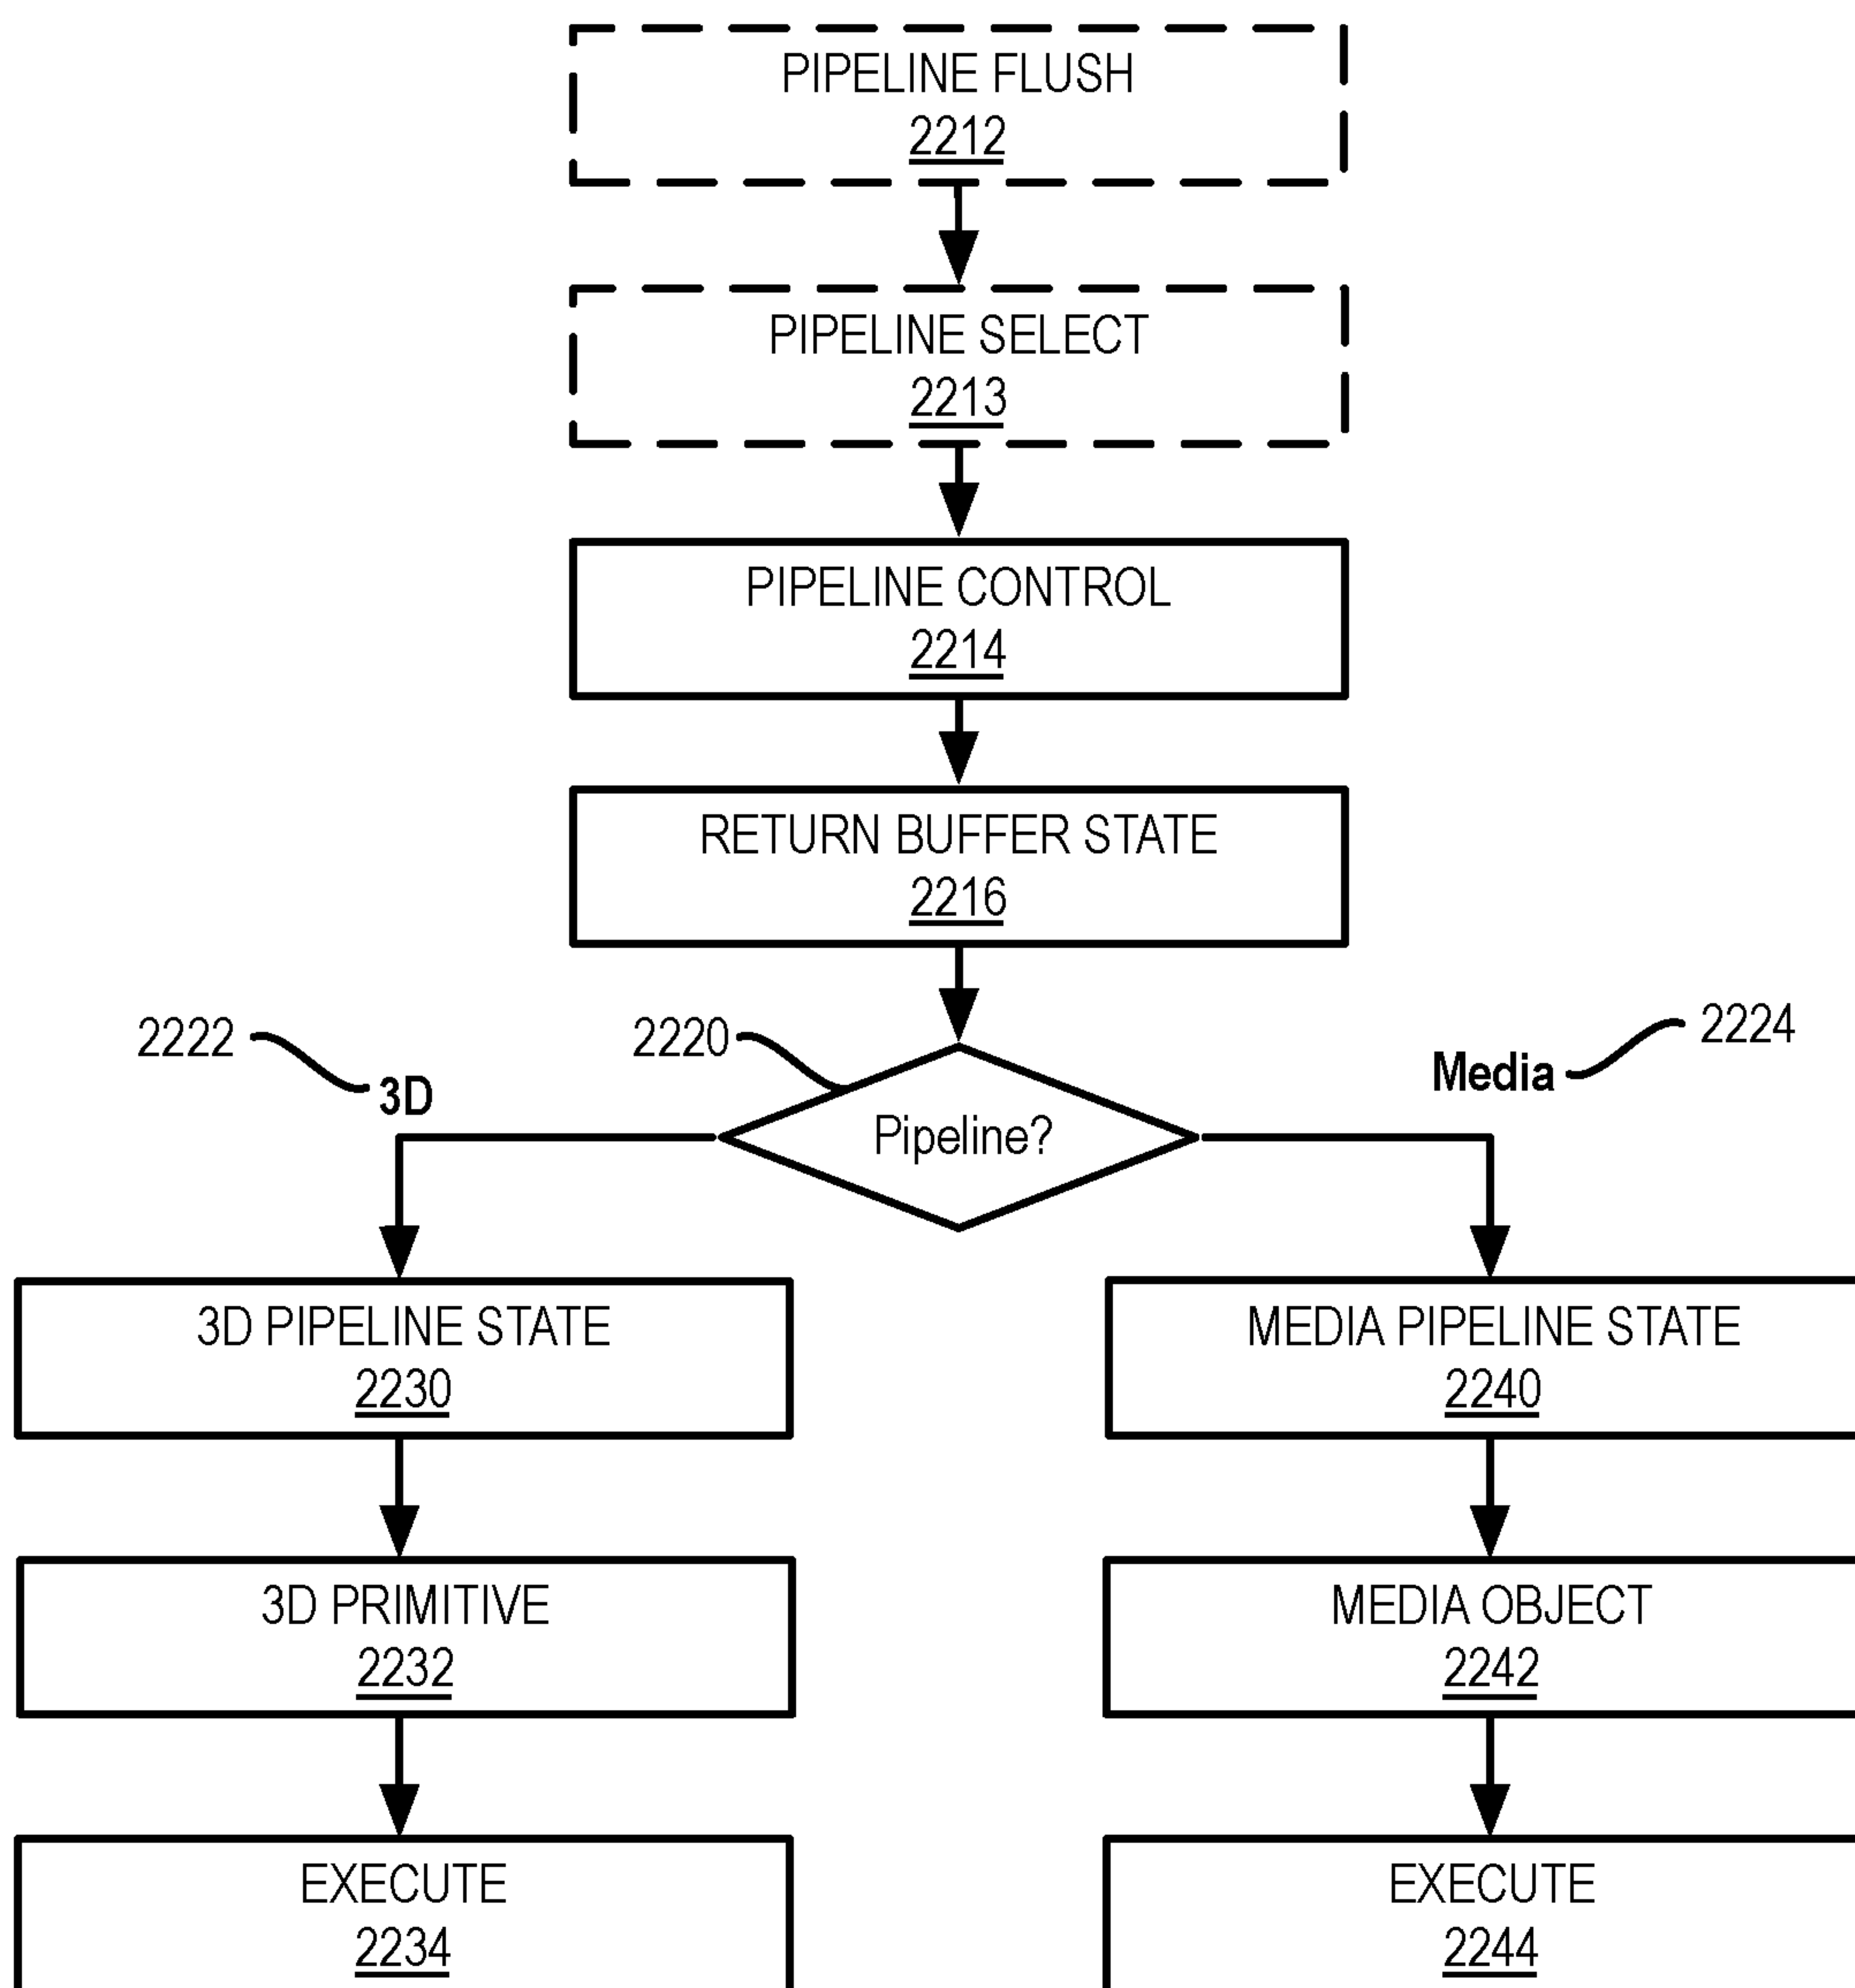 PIPELINE FLUSH
2212
PIPELINE SELECT
2213
PIPELINE CONTROL
2214
RETURN BUFFER STATE
2216
2222
2220
2224
3D
Media
Pipeline?
3D PIPELINE STATE
2230
MEDIA PIPELINE STATE
2240
3D PRIMITIVE
2232
MEDIA OBJECT
2242
EXECUTE
2234
EXECUTE
2244